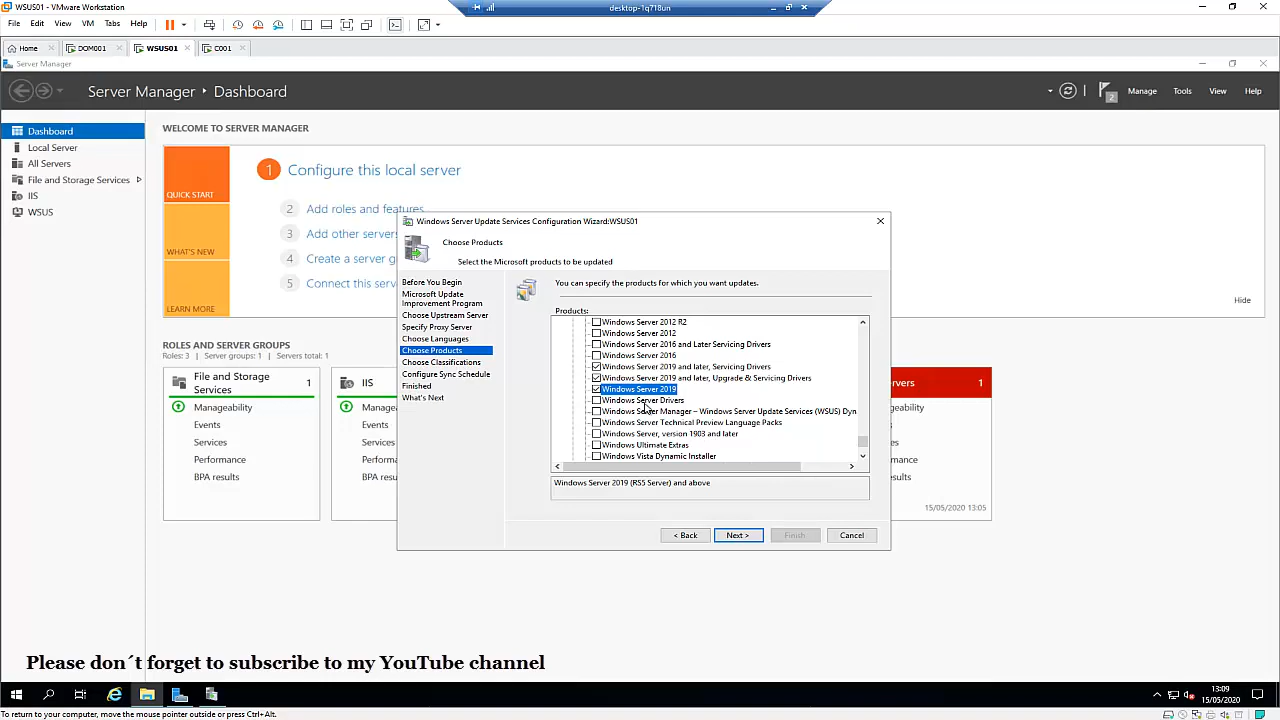 WSUS01 - VMware Workstation
desktop-1q718un
File Edit View VM Tabs Help
Home DOM001 WSUS01 C001
Server Manager
Server Manager • Dashboard
2 Manage Tools View Help
Dashboard
Local Server
All Servers
File and Storage Services
IIS
WSUS
WELCOME TO SERVER MANAGER
QUICK START
WHAT'S NEW
LEARN MORE
1 Configure this local server
2 Add roles and features
3 Add other servers
4 Create a server g
5 Connect this serv
Hide
ROLES AND SERVER GROUPS
Roles: 3 | Server groups: 1 | Servers total: 1
File and Storage Services 1
Manageability
Events
Services
Performance
BPA results
IIS
Manage
Events
Services
Perform
BPA res
ervers 1
ageability
ces
rmance
esults
15/05/2020 13:05
Windows Server Update Services Configuration Wizard:WSUS01
Choose Products
Select the Microsoft products to be updated
Before You Begin
Microsoft Update
Improvement Program
Choose Upstream Server
Specify Proxy Server
Choose Languages
Choose Products
Choose Classifications
Configure Sync Schedule
Finished
What's Next
You can specify the products for which you want updates.
Products:
Windows Server 2012 R2
Windows Server 2012
Windows Server 2016 and Later Servicing Drivers
Windows Server 2016
Windows Server 2019 and later, Servicing Drivers
Windows Server 2019 and later, Upgrade & Servicing Drivers
Windows Server 2019
Windows Server Drivers
Windows Server Manager – Windows Server Update Services (WSUS) Dyn
Windows Server Technical Preview Language Packs
Windows Server, version 1903 and later
Windows Ultimate Extras
Windows Vista Dynamic Installer
Windows Server 2019 (RS5 Server) and above
< Back Next > Finish Cancel
Please don´t forget to subscribe to my YouTube channel
13:09
15/05/2020
To return to your computer, move the mouse pointer outside or press Ctrl+Alt.